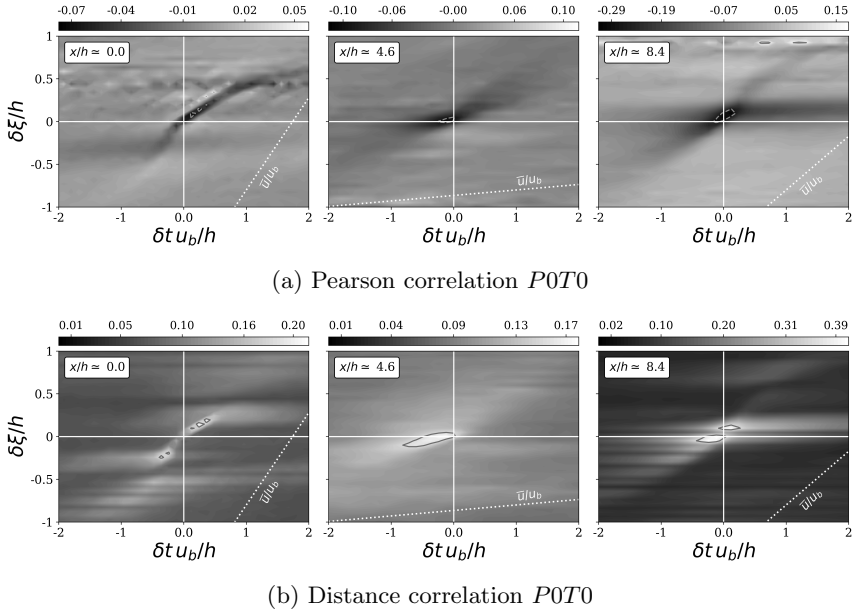 -0.07 -0.04 -0.01 0.02 0.05
-0.10 -0.06 -0.00 0.06 0.10
-0.29 -0.19 -0.07 0.05 0.15
x/h ≃ 0.0
x/h ≃ 4.6
x/h ≃ 8.4
1
0.5
0
-0.5
-1
δξ/h
u̅/u_b
u̅/u_b
u̅/u_b
-2 -1 0.0 1 2
-2 -1 0.0 1 2
-2 -1 0.0 1 2
δt u_b/h
δt u_b/h
δt u_b/h
(a) Pearson correlation P0T0
0.01 0.05 0.10 0.16 0.20
0.01 0.04 0.09 0.13 0.17
0.02 0.10 0.20 0.31 0.39
x/h ≃ 0.0
x/h ≃ 4.6
x/h ≃ 8.4
1
0.5
0
-0.5
-1
δξ/h
u̅/u_b
u̅/u_b
u̅/u_b
-2 -1 0.0 1 2
-2 -1 0.0 1 2
-2 -1 0.0 1 2
δt u_b/h
δt u_b/h
δt u_b/h
(b) Distance correlation P0T0